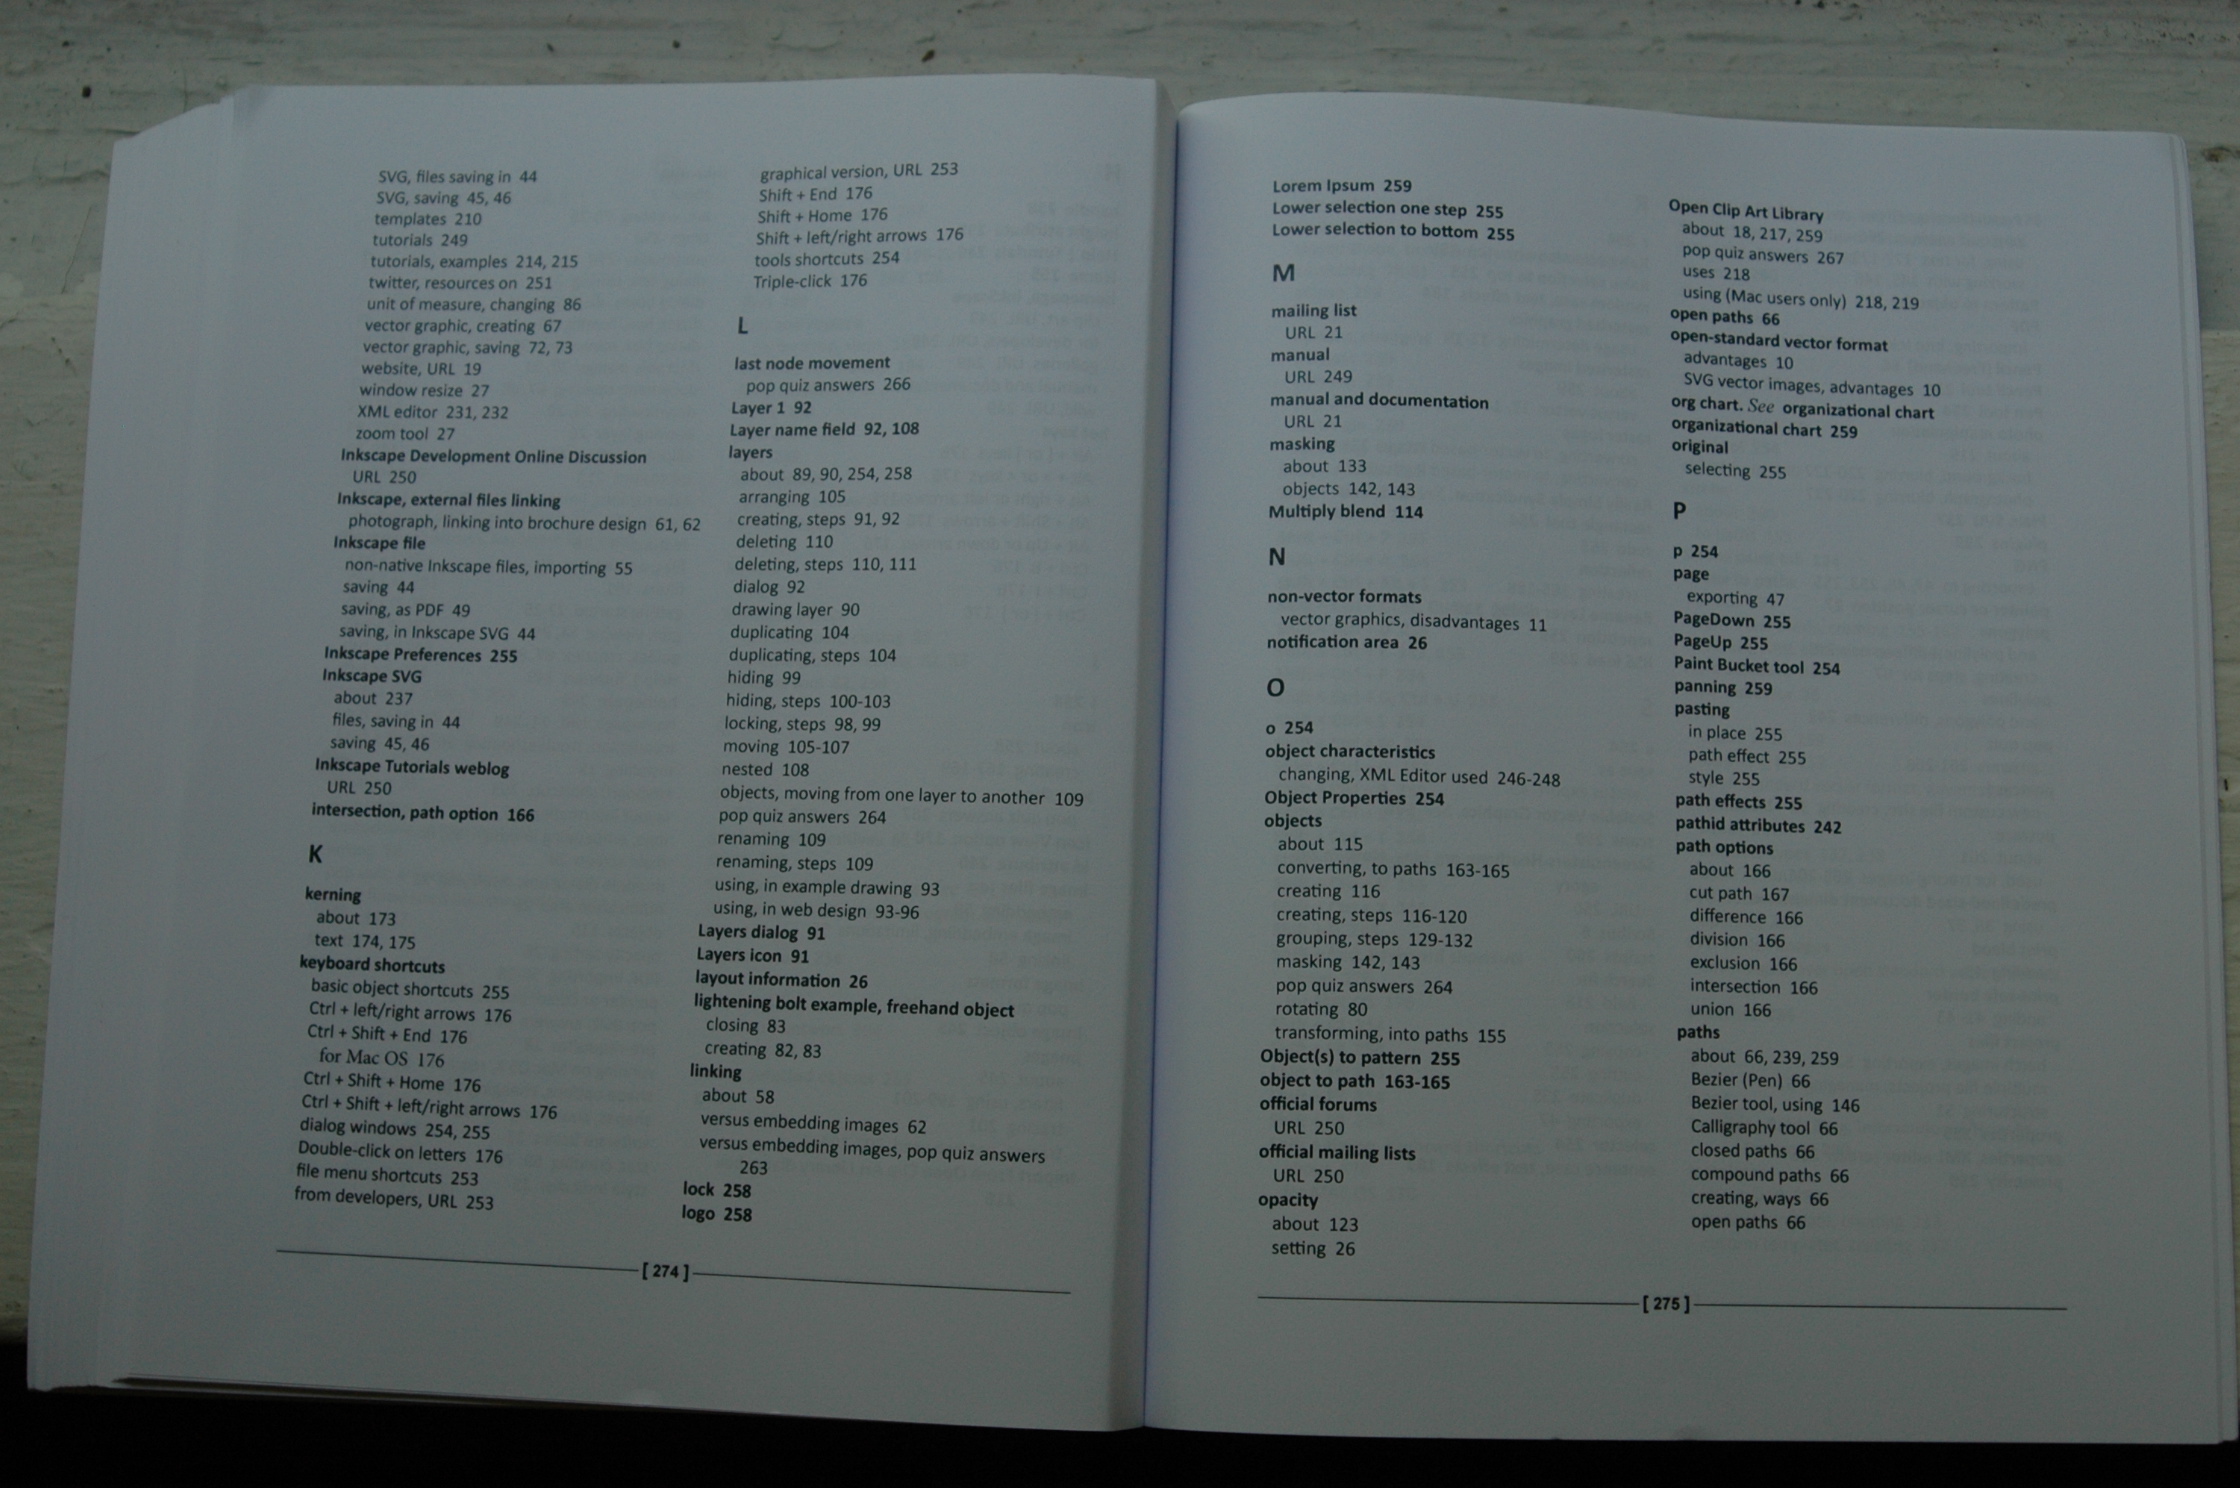 SVG, files saving in 44
SVG, saving 45, 46
templates 210
tutorials 249
tutorials, examples 214, 215
twitter, resources on 251
unit of measure, changing 86
vector graphic, creating 67
vector graphic, saving 72, 73
website, URL 19
window resize 27
XML editor 231, 232
zoom tool 27
Inkscape Development Online Discussion
URL 250
Inkscape, external files linking
photograph, linking into brochure design 61, 62
Inkscape file
non-native Inkscape files, importing 55
saving 44
saving, as PDF 49
saving, in Inkscape SVG 44
Inkscape Preferences 255
Inkscape SVG
about 237
files, saving in 44
saving 45, 46
Inkscape Tutorials weblog
URL 250
intersection, path option 166
K
kerning
about 173
text 174, 175
keyboard shortcuts
basic object shortcuts 255
Ctrl + left/right arrows 176
Ctrl + Shift + End 176
for Mac OS 176
Ctrl + Shift + Home 176
Ctrl + Shift + left/right arrows 176
dialog windows 254, 255
Double-click on letters 176
file menu shortcuts 253
from developers, URL 253
graphical version, URL 253
Shift + End 176
Shift + Home 176
Shift + left/right arrows 176
tools shortcuts 254
Triple-click 176
L
last node movement
pop quiz answers 266
Layer 1 92
Layer name field 92, 108
layers
about 89, 90, 254, 258
arranging 105
creating, steps 91, 92
deleting 110
deleting, steps 110, 111
dialog 92
drawing layer 90
duplicating 104
duplicating, steps 104
hiding 99
hiding, steps 100-103
locking, steps 98, 99
moving 105-107
nested 108
objects, moving from one layer to another 109
pop quiz answers 264
renaming 109
renaming, steps 109
using, in example drawing 93
using, in web design 93-96
Layers dialog 91
Layers icon 91
layout information 26
lightening bolt example, freehand object
closing 83
creating 82, 83
linking
about 58
versus embedding images 62
versus embedding images, pop quiz answers
263
lock 258
logo 258
[ 274 ]
Lorem Ipsum 259
Lower selection one step 255
Lower selection to bottom 255
M
mailing list
URL 21
manual
URL 249
manual and documentation
URL 21
masking
about 133
objects 142, 143
Multiply blend 114
N
non-vector formats
vector graphics, disadvantages 11
notification area 26
O
o 254
object characteristics
changing, XML Editor used 246-248
Object Properties 254
objects
about 115
converting, to paths 163-165
creating 116
creating, steps 116-120
grouping, steps 129-132
masking 142, 143
pop quiz answers 264
rotating 80
transforming, into paths 155
Object(s) to pattern 255
object to path 163-165
official forums
URL 250
official mailing lists
URL 250
opacity
about 123
setting 26
Open Clip Art Library
about 18, 217, 259
pop quiz answers 267
uses 218
using (Mac users only) 218, 219
open paths 66
open-standard vector format
advantages 10
SVG vector images, advantages 10
org chart. See organizational chart
organizational chart 259
original
selecting 255
P
p 254
page
exporting 47
PageDown 255
PageUp 255
Paint Bucket tool 254
panning 259
pasting
in place 255
path effect 255
style 255
path effects 255
pathid attributes 242
path options
about 166
cut path 167
difference 166
division 166
exclusion 166
intersection 166
union 166
paths
about 66, 239, 259
Bezier (Pen) 66
Bezier tool, using 146
Calligraphy tool 66
closed paths 66
compound paths 66
creating, ways 66
open paths 66
[ 275 ]